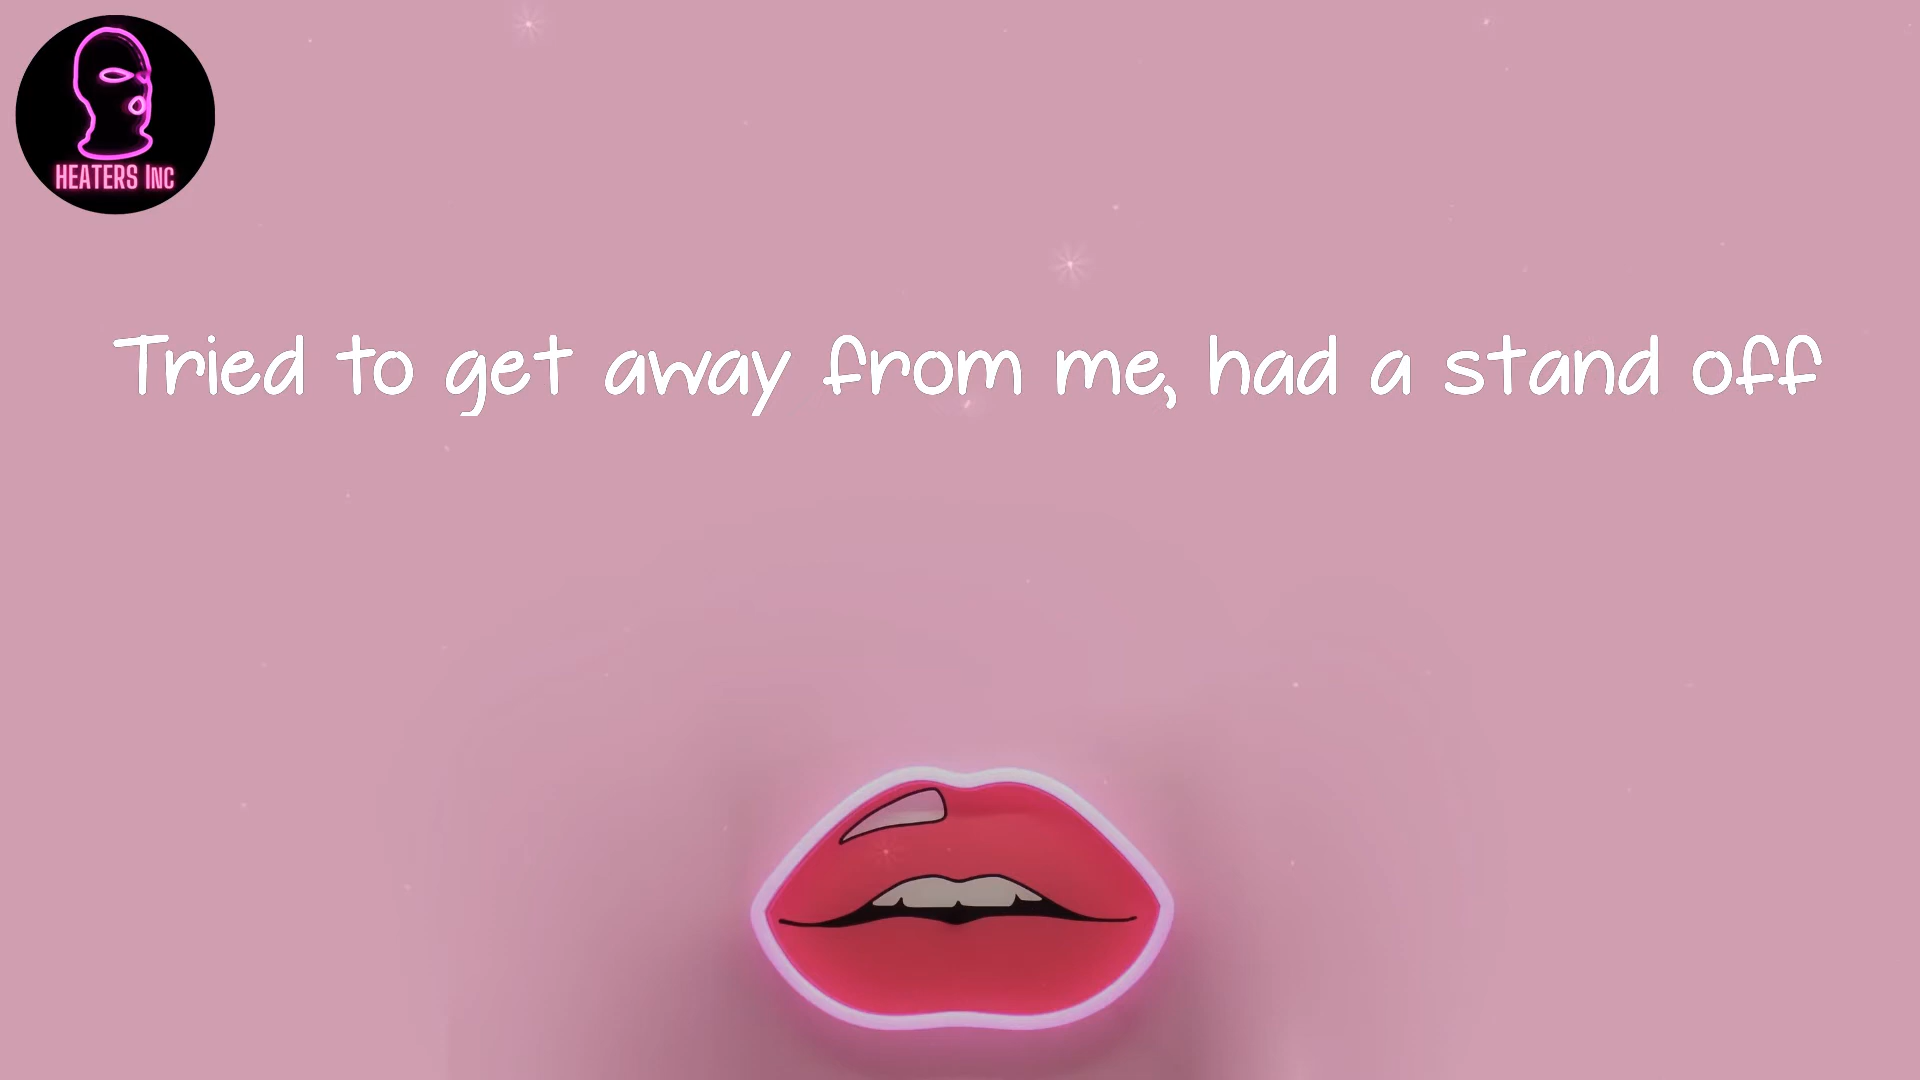 HEATERS INC
Tried to get away from me, had a stand off